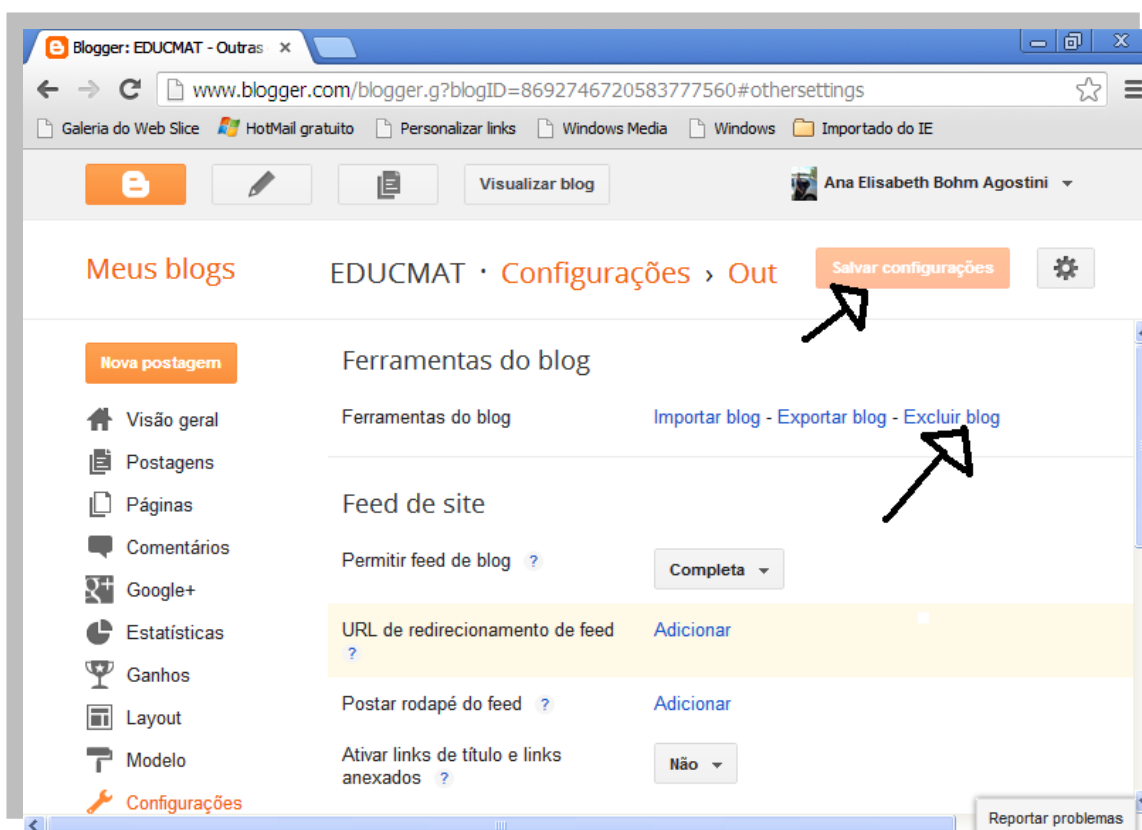 Blogger: EDUCMAT - Outras
www.blogger.com/blogger.g?blogID=8692746720583777560#othersettings
Galeria do Web Slice HotMail gratuito Personalizar links Windows Media Windows Importado do IE
Visualizar blog Ana Elisabeth Bohm Agostini
Meus blogs EDUCMAT · Configurações › Out Salvar configurações
Nova postagem
Visão geral
Postagens
Páginas
Comentários
Google+
Estatísticas
Ganhos
Layout
Modelo
Configurações
Ferramentas do blog
Ferramentas do blog Importar blog - Exportar blog - Excluir blog
Feed de site
Permitir feed de blog ? Completa
URL de redirecionamento de feed Adicionar
?
Postar rodapé do feed ? Adicionar
Ativar links de título e links
anexados ? Não
Reportar problemas